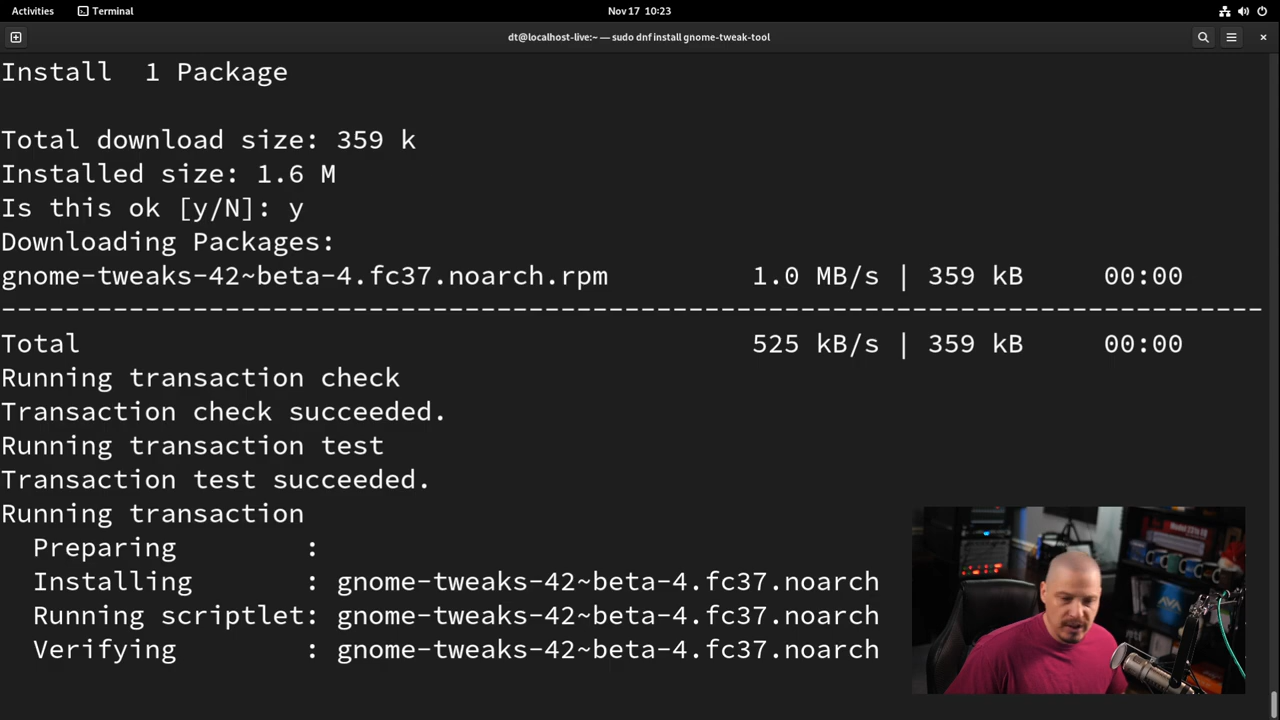 Activities Terminal Nov 17 10:23
dt@localhost-live:~ — sudo dnf install gnome-tweak-tool
Install  1 Package
Total download size: 359 k
Installed size: 1.6 M
Is this ok [y/N]: y
Downloading Packages:
gnome-tweaks-42~beta-4.fc37.noarch.rpm         1.0 MB/s | 359 kB     00:00
--------------------------------------------------------------------------------
Total                                          525 kB/s | 359 kB     00:00
Running transaction check
Transaction check succeeded.
Running transaction test
Transaction test succeeded.
Running transaction
  Preparing        :
  Installing       : gnome-tweaks-42~beta-4.fc37.noarch
  Running scriptlet: gnome-tweaks-42~beta-4.fc37.noarch
  Verifying        : gnome-tweaks-42~beta-4.fc37.noarch